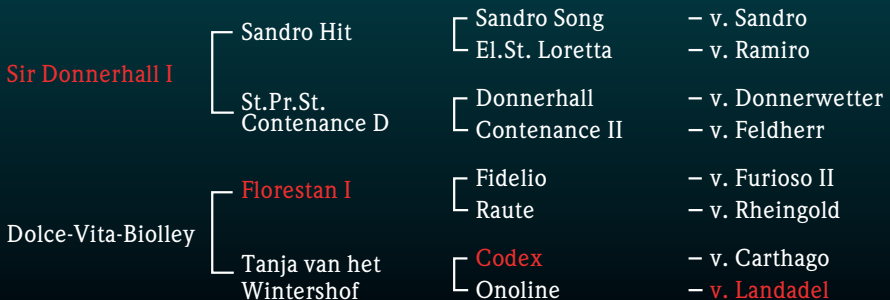 Sandro Song – v. Sandro
Sandro Hit
El.St. Loretta – v. Ramiro
Sir Donnerhall I
St.Pr.St.
Contenance D
Donnerhall – v. Donnerwetter
Contenance II – v. Feldherr
Fidelio – v. Furioso II
Florestan I
Raute – v. Rheingold
Dolce-Vita-Biolley
Tanja van het
Wintershof
Codex – v. Carthago
Onoline – v. Landadel